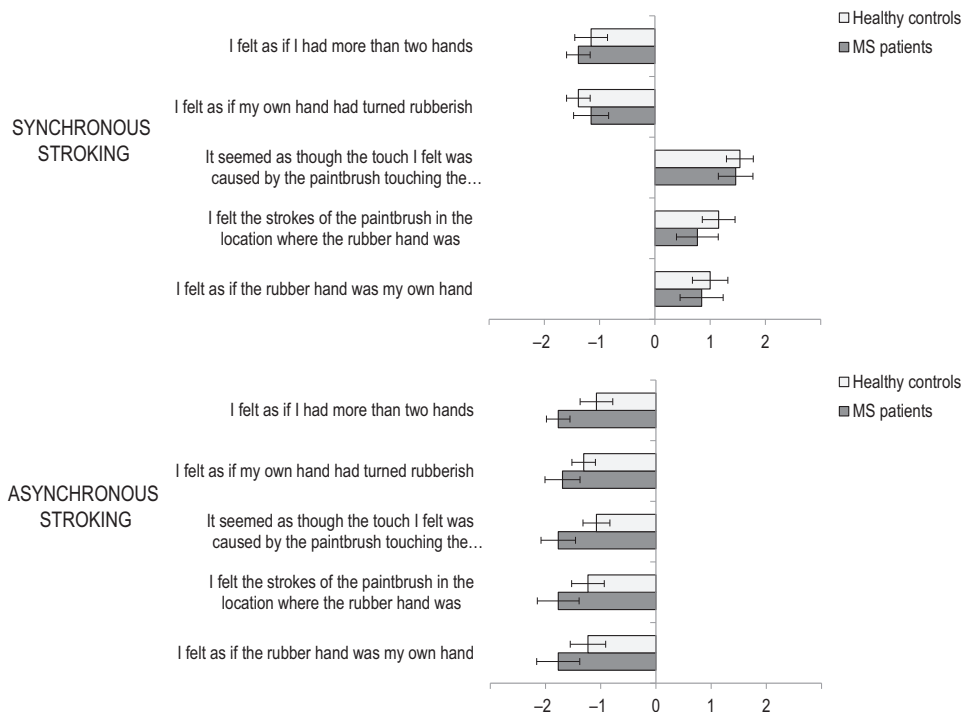 Healthy controls
MS patients
I felt as if I had more than two hands
I felt as if my own hand had turned rubberish
SYNCHRONOUS
STROKING
It seemed as though the touch I felt was
caused by the paintbrush touching the…
I felt the strokes of the paintbrush in the
location where the rubber hand was
I felt as if the rubber hand was my own hand
–2 –1 0 1 2
Healthy controls
MS patients
I felt as if I had more than two hands
I felt as if my own hand had turned rubberish
ASYNCHRONOUS
STROKING
It seemed as though the touch I felt was
caused by the paintbrush touching the…
I felt the strokes of the paintbrush in the
location where the rubber hand was
I felt as if the rubber hand was my own hand
–2 –1 0 1 2